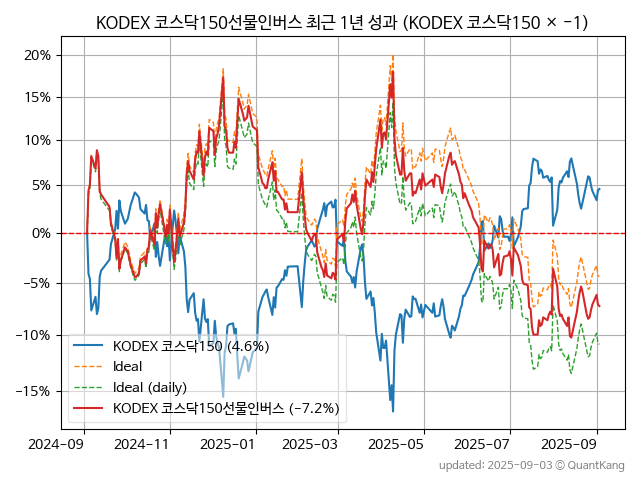 KODEX 코스닥150선물인버스 최근 1년 성과 (KODEX 코스닥150 × −1)
20%
15%
10%
5%
0%
−5%
−10%
−15%
KODEX 코스닥150 (4.6%)
Ideal
Ideal (daily)
KODEX 코스닥150선물인버스 (−7.2%)
2024-09 2024-11 2025-01 2025-03 2025-05 2025-07 2025-09
updated: 2025-09-03 © QuantKang